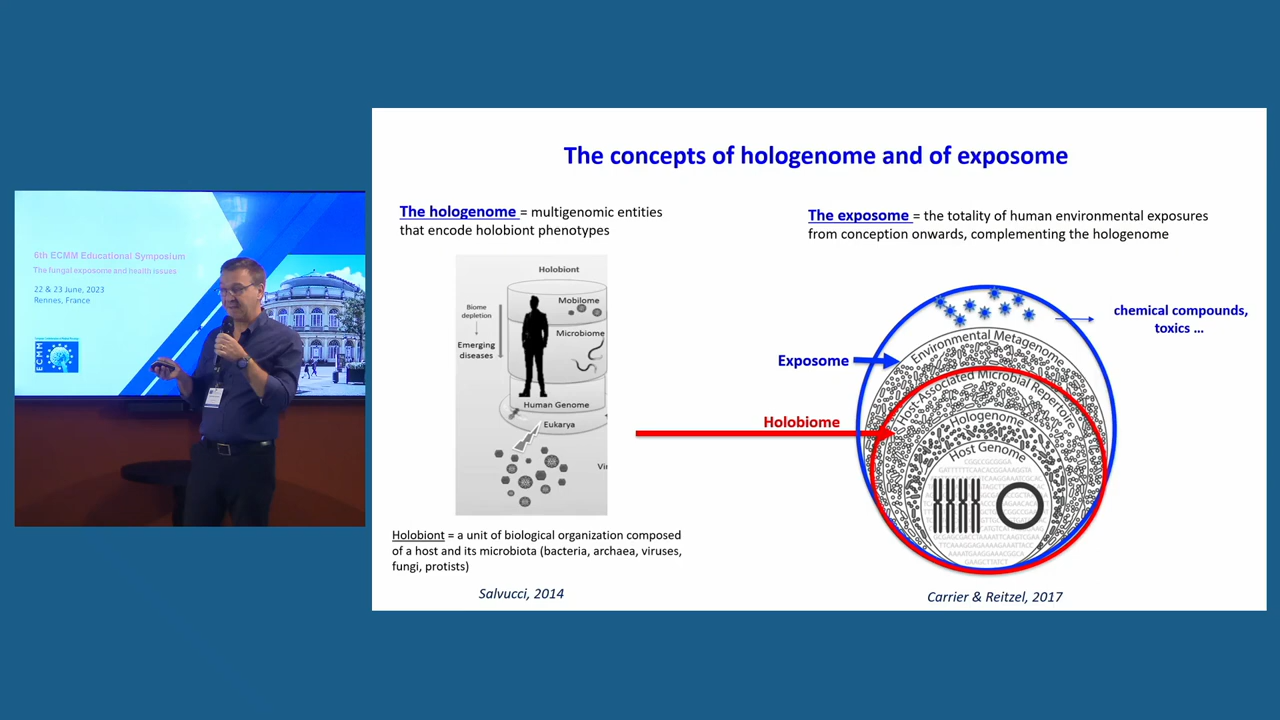 6th ECMM Educational Symposium
The fungal exposome and health issues
22 & 23 June, 2023
Rennes, France
ECMM
The concepts of hologenome and of exposome
The hologenome = multigenomic entities
that encode holobiont phenotypes
Holobiont
Mobilome
Biome
depletion
Microbiome
Emerging
diseases
Human Genome
Eukarya
Vi
Holobiont = a unit of biological organization composed
of a host and its microbiota (bacteria, archaea, viruses,
fungi, protists)
Salvucci, 2014
The exposome = the totality of human environmental exposures
from conception onwards, complementing the hologenome
chemical compounds,
toxics ...
Exposome
Holobiome
Environmental Metagenome
Host-Associated Microbial Repertoire
Hologenome
Host Genome
Carrier & Reitzel, 2017